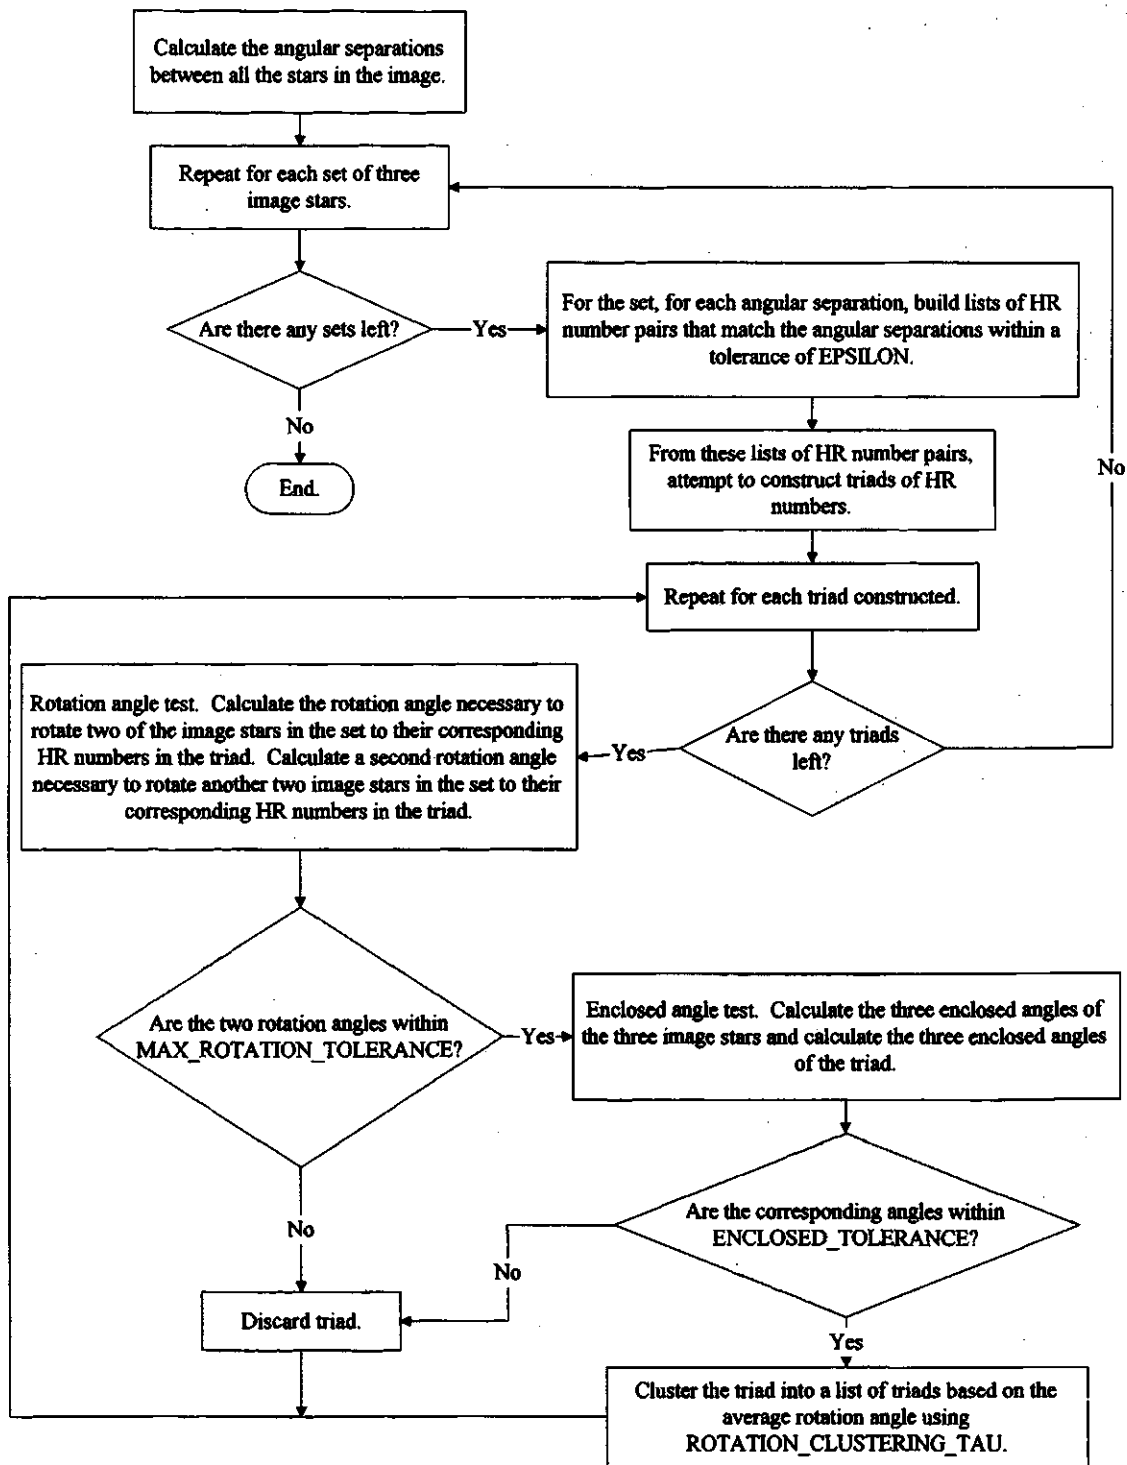 Calculate the angular separations
between all the stars in the image.
Repeat for each set of three
image stars.
Are there any sets left?
Yes
For the set, for each angular separation, build lists of HR
number pairs that match the angular separations within a
tolerance of EPSILON.
No
End.
From these lists of HR number pairs,
attempt to construct triads of HR
numbers.
No
Repeat for each triad constructed.
Are there any triads
left?
Yes
Rotation angle test. Calculate the rotation angle necessary to
rotate two of the image stars in the set to their corresponding
HR numbers in the triad. Calculate a second rotation angle
necessary to rotate another two image stars in the set to their
corresponding HR numbers in the triad.
Are the two rotation angles within
MAX_ROTATION_TOLERANCE?
Yes
Enclosed angle test. Calculate the three enclosed angles of
the three image stars and calculate the three enclosed angles
of the triad.
Are the corresponding angles within
ENCLOSED_TOLERANCE?
No
No
Discard triad.
Yes
Cluster the triad into a list of triads based on the
average rotation angle using
ROTATION_CLUSTERING_TAU.